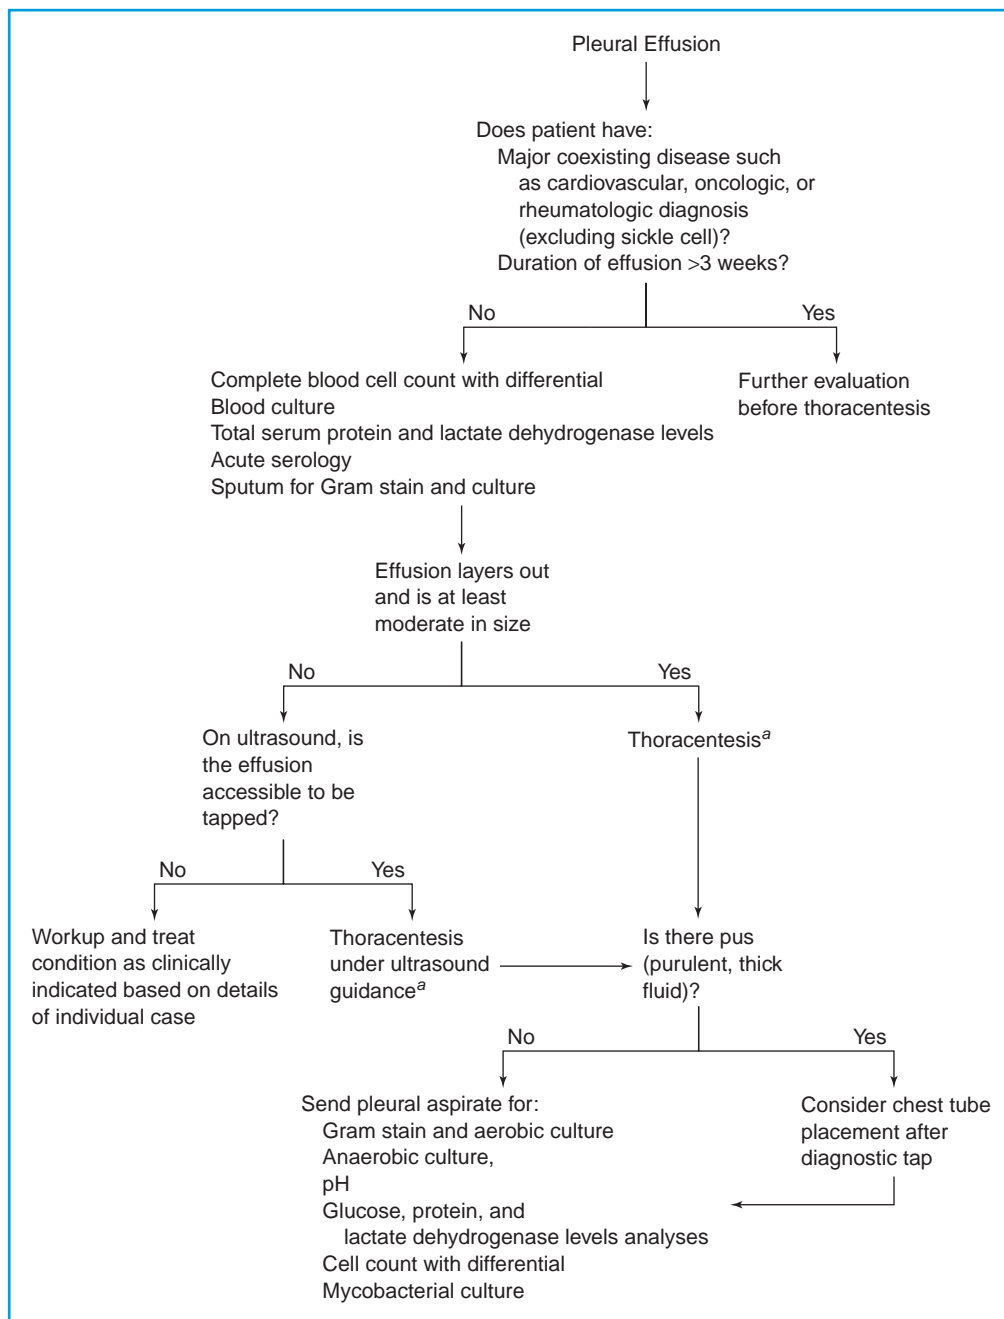 Pleural Effusion
Does patient have:
Major coexisting disease such
as cardiovascular, oncologic, or
rheumatologic diagnosis
(excluding sickle cell)?
Duration of effusion >3 weeks?
No
Yes
Complete blood cell count with differential
Blood culture
Total serum protein and lactate dehydrogenase levels
Acute serology
Sputum for Gram stain and culture
Further evaluation
before thoracentesis
Effusion layers out
and is at least
moderate in size
No
Yes
On ultrasound, is
the effusion
accessible to be
tapped?
Thoracentesisa
No
Yes
Workup and treat
condition as clinically
indicated based on details
of individual case
Thoracentesis
under ultrasound
guidancea
Is there pus
(purulent, thick
fluid)?
No
Yes
Send pleural aspirate for:
Gram stain and aerobic culture
Anaerobic culture,
pH
Glucose, protein, and
lactate dehydrogenase levels analyses
Cell count with differential
Mycobacterial culture
Consider chest tube
placement after
diagnostic tap